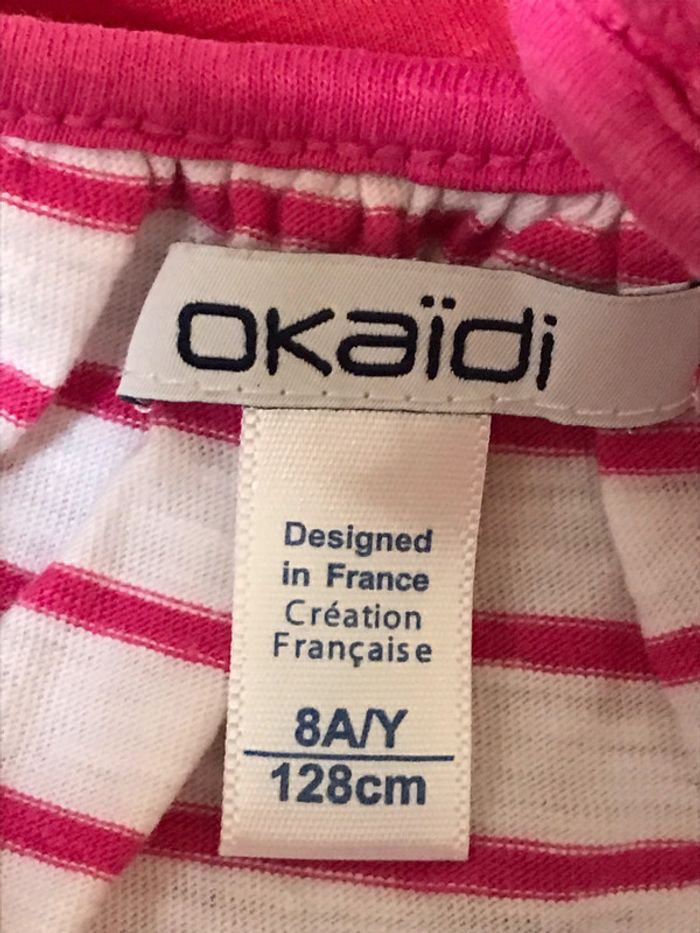 okaïdi
Designed
in France
Création
Française
8A/Y
128cm